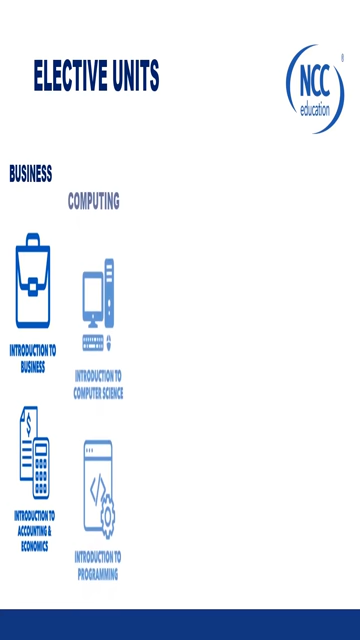 ELECTIVE UNITS
NCC
education
®
BUSINESS
COMPUTING
INTRODUCTION TO
BUSINESS
INTRODUCTION TO
COMPUTER SCIENCE
INTRODUCTION TO
ACCOUNTING &
ECONOMICS
INTRODUCTION TO
PROGRAMMING